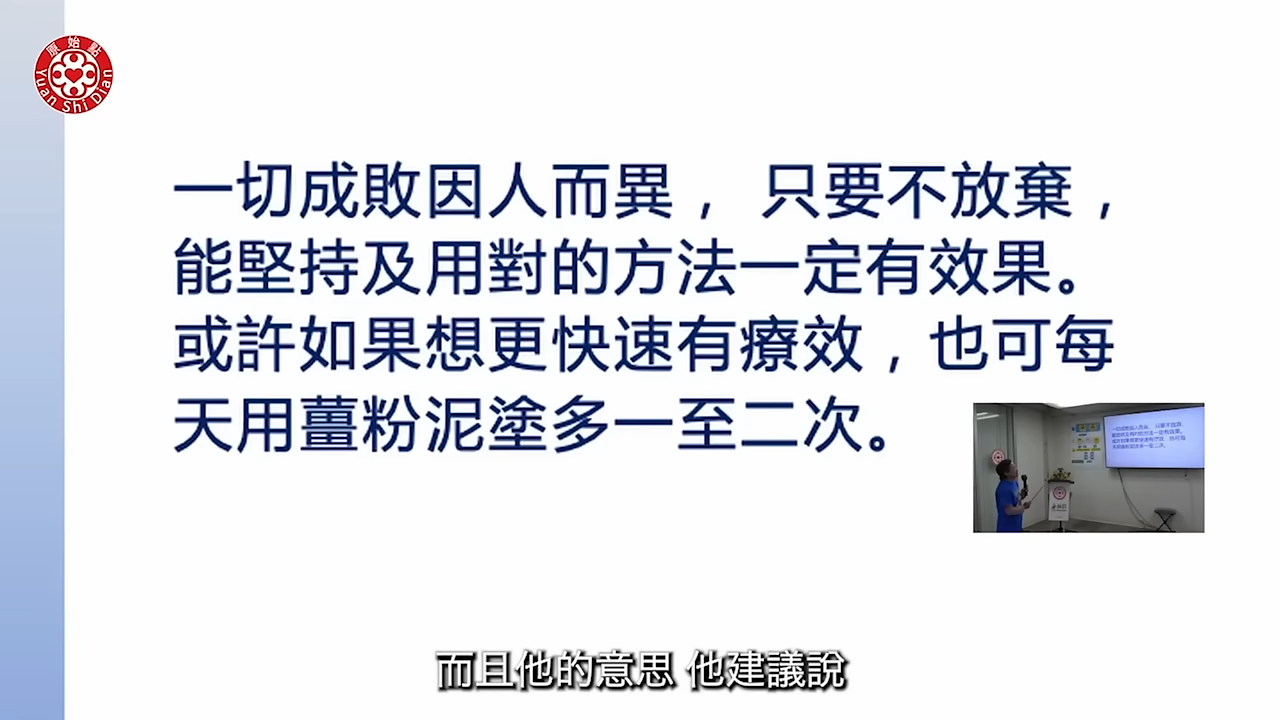 原始點
Yuan Shi Dian
一切成敗因人而異， 只要不放棄，
能堅持及用對的方法一定有效果。
或許如果想更快速有療效，也可每
天用薑粉泥塗多一至二次。
而且他的意思 他建議說